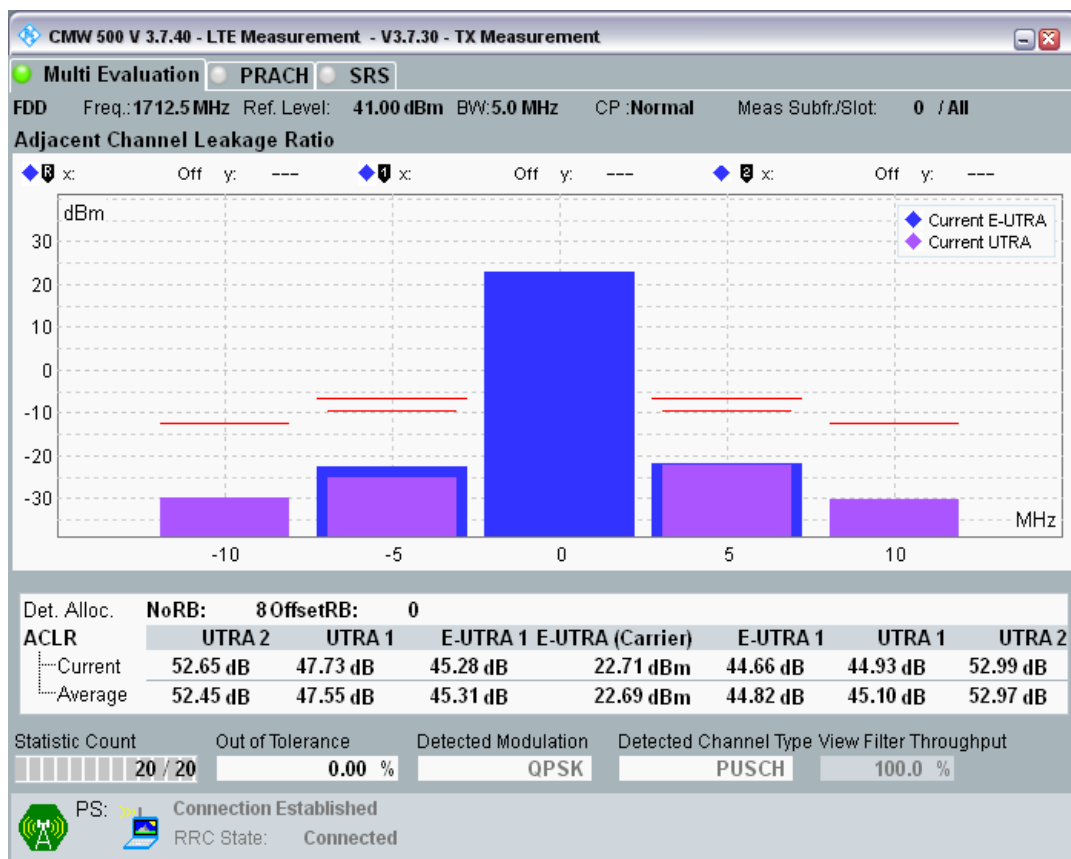 CMW 500 V 3.7.40 - LTE Measurement - V3.7.30 - TX Measurement
Multi Evaluation PRACH SRS
FDD Freq.:1712.5 MHz Ref. Level: 41.00 dBm BW:5.0 MHz CP :Normal Meas Subfr./Slot: 0 / All
Adjacent Channel Leakage Ratio
R x: Off y: --- 1 x: Off y: --- 2 x: Off y: ---
dBm
Current E-UTRA
Current UTRA
30
20
10
0
-10
-20
-30
MHz
-10 -5 0 5 10
Det. Alloc. NoRB: 8 OffsetRB: 0
ACLR UTRA 2 UTRA 1 E-UTRA 1 E-UTRA (Carrier) E-UTRA 1 UTRA 1 UTRA 2
Current 52.65 dB 47.73 dB 45.28 dB 22.71 dBm 44.66 dB 44.93 dB 52.99 dB
Average 52.45 dB 47.55 dB 45.31 dB 22.69 dBm 44.82 dB 45.10 dB 52.97 dB
Statistic Count Out of Tolerance Detected Modulation Detected Channel Type View Filter Throughput
20 / 20 0.00 % QPSK PUSCH 100.0 %
PS: Connection Established
RRC State: Connected